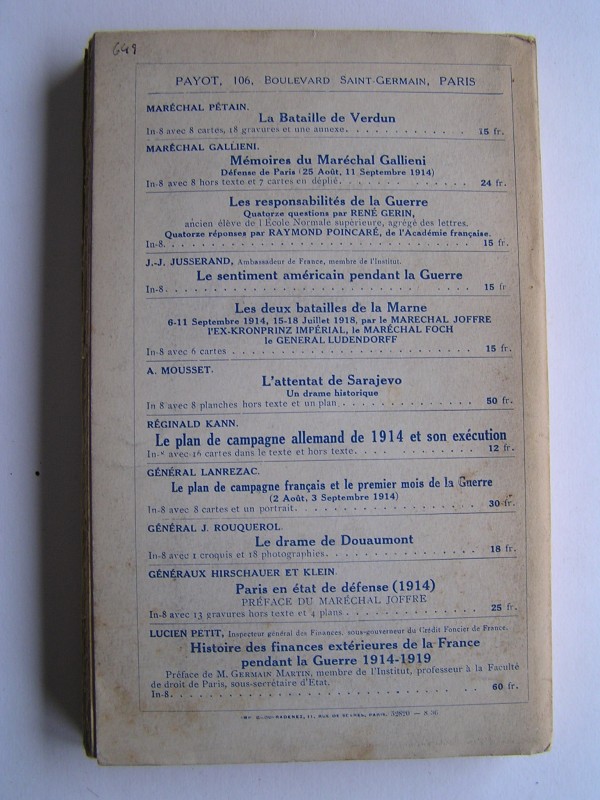 649
PAYOT, 106, BOULEVARD SAINT-GERMAIN, PARIS
MARÉCHAL PÉTAIN.
La Bataille de Verdun
In-8 avec 8 cartes, 18 gravures et une annexe. . . . . . . . . . . . 15 fr.
MARÉCHAL GALLIENI.
Mémoires du Maréchal Gallieni
Défense de Paris (25 Août, 11 Septembre 1914)
In-8 avec 8 hors texte et 7 cartes en déplié. . . . . . . . . . . . 24 fr.
Les responsabilités de la Guerre
Quatorze questions par RENÉ GERIN,
ancien élève de l'École Normale supérieure, agrégé des lettres.
Quatorze réponses par RAYMOND POINCARÉ, de l'Académie française.
In-8. . . . . . . . . . . . 15 fr.
J.-J. JUSSERAND, Ambassadeur de France, membre de l'Institut.
Le sentiment américain pendant la Guerre
In-8. . . . . . . . . . . . 15 fr
Les deux batailles de la Marne
6-11 Septembre 1914, 15-18 Juillet 1918, par le MARECHAL JOFFRE
l'EX-KRONPRINZ IMPÉRIAL, le MARÉCHAL FOCH
le GENERAL LUDENDORFF
In-8 avec 6 cartes . . . . . . . . . . . . 15 fr.
A. MOUSSET.
L'attentat de Sarajevo
Un drame historique
In 8 avec 8 planches hors texte et un plan. . . . . . . . . . . . 50 fr.
RÉGINALD KANN.
Le plan de campagne allemand de 1914 et son exécution
In-8 avec 16 cartes dans le texte et hors texte. . . . . . . . . . . . 12 fr.
GÉNÉRAL LANREZAC.
Le plan de campagne français et le premier mois de la Guerre
(2 Août, 3 Septembre 1914)
In-8 avec 8 cartes et un portrait. . . . . . . . . . . . 30 fr.
GÉNÉRAL J. ROUQUEROL.
Le drame de Douaumont
In-8 avec 1 croquis et 18 photographies. . . . . . . . . . . . 18 fr.
GÉNÉRAUX HIRSCHAUER ET KLEIN.
Paris en état de défense (1914)
PRÉFACE DU MARÉCHAL JOFFRE
In-8 avec 13 gravures hors texte et 4 plans . . . . . . . . . . . . 25 fr.
LUCIEN PETIT, Inspecteur général des Finances, sous-gouverneur du Crédit Foncier de France.
Histoire des finances extérieures de la France
pendant la Guerre 1914-1919
Préface de M. GERMAIN MARTIN, membre de l'Institut, professeur à la Faculté
de droit de Paris, sous-secrétaire d'État.
In-8. . . . . . . . . . . . 60 fr.
RUE DE SEINE, PARIS.